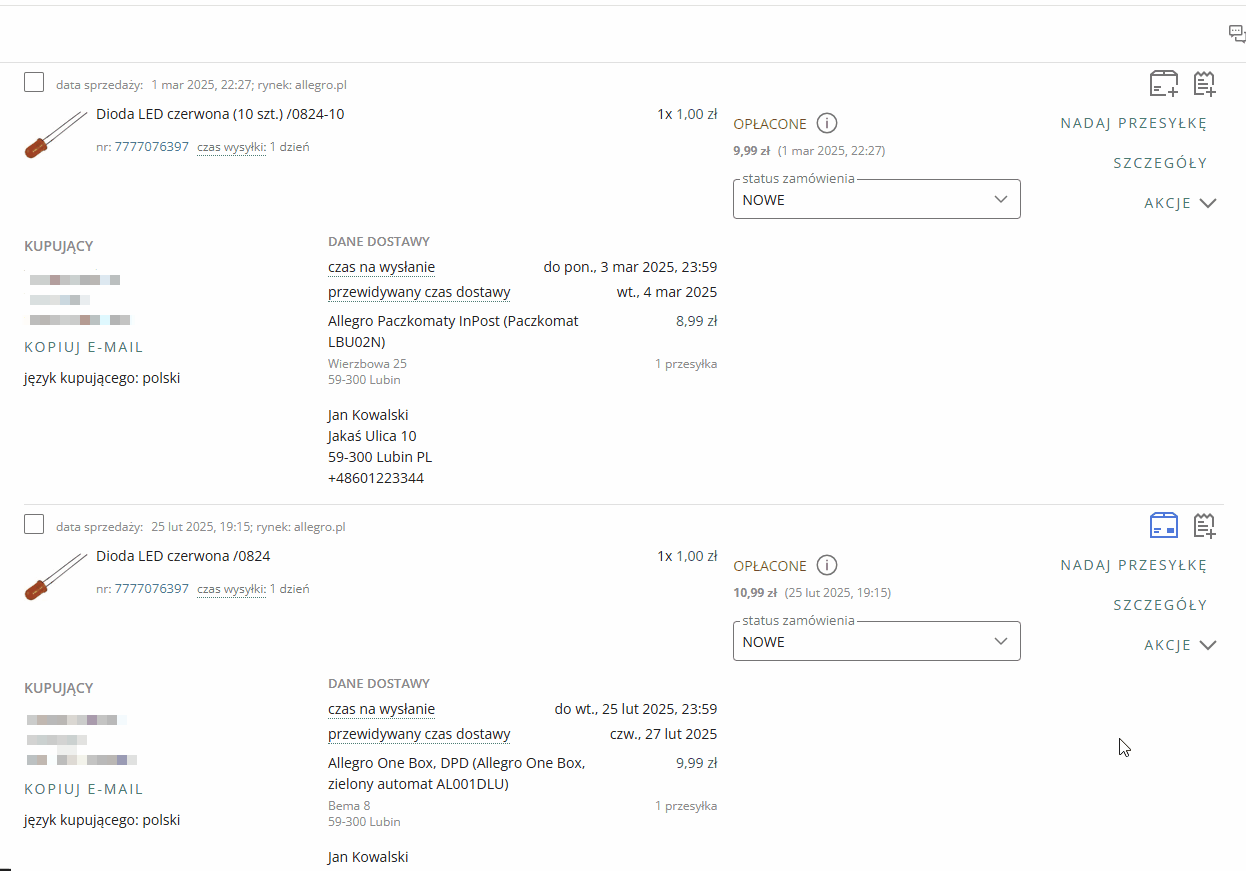 data sprzedaży: 1 mar 2025, 22:27; rynek: allegro.pl
Dioda LED czerwona (10 szt.) /0824-10
1x 1,00 zł
nr: 7777076397 czas wysyłki: 1 dzień
OPŁACONE
9,99 zł (1 mar 2025, 22:27)
status zamówienia
NOWE
NADAJ PRZESYŁKĘ
SZCZEGÓŁY
AKCJE
KUPUJĄCY
KOPIUJ E-MAIL
język kupującego: polski
DANE DOSTAWY
czas na wysłanie do pon., 3 mar 2025, 23:59
przewidywany czas dostawy wt., 4 mar 2025
Allegro Paczkomaty InPost (Paczkomat 8,99 zł
LBU02N)
Wierzbowa 25 1 przesyłka
59-300 Lubin
Jan Kowalski
Jakaś Ulica 10
59-300 Lubin PL
+48601223344
data sprzedaży: 25 lut 2025, 19:15; rynek: allegro.pl
Dioda LED czerwona /0824
1x 1,00 zł
nr: 7777076397 czas wysyłki: 1 dzień
OPŁACONE
10,99 zł (25 lut 2025, 19:15)
status zamówienia
NOWE
NADAJ PRZESYŁKĘ
SZCZEGÓŁY
AKCJE
KUPUJĄCY
KOPIUJ E-MAIL
język kupującego: polski
DANE DOSTAWY
czas na wysłanie do wt., 25 lut 2025, 23:59
przewidywany czas dostawy czw., 27 lut 2025
Allegro One Box, DPD (Allegro One Box, 9,99 zł
zielony automat AL001DLU)
Bema 8 1 przesyłka
59-300 Lubin
Jan Kowalski